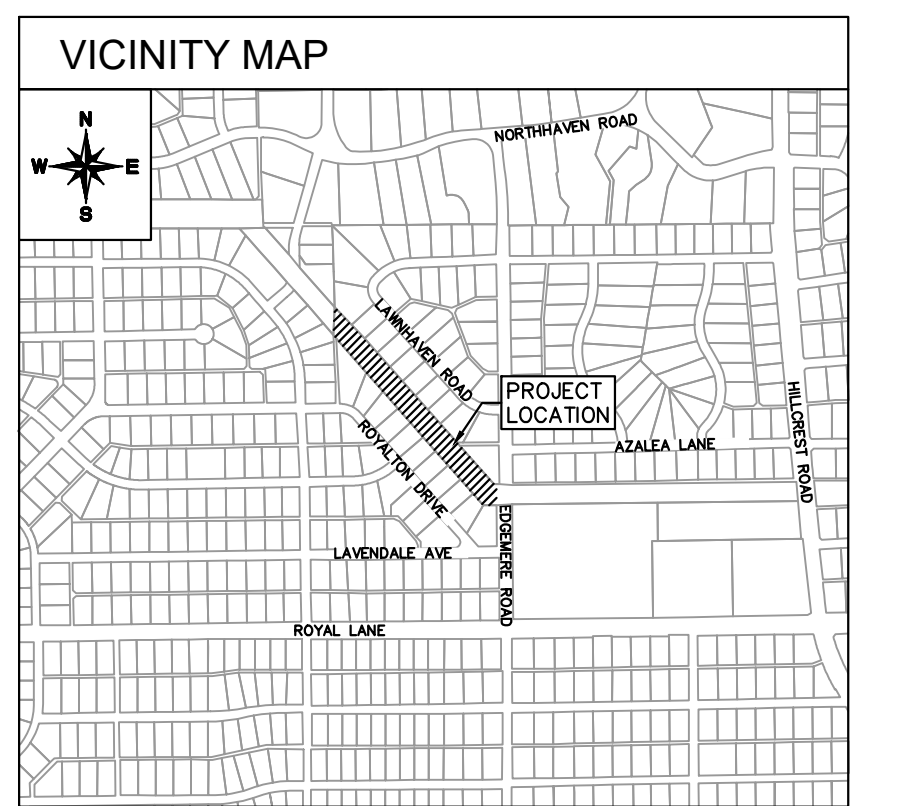 VICINITY MAP
N
W E
S
NORTHHAVEN ROAD
LAWNHAVEN ROAD
PROJECT
LOCATION
HILLCREST ROAD
ROYALTON DRIVE
AZALEA LANE
EDGEMERE ROAD
LAVENDALE AVE
ROYAL LANE